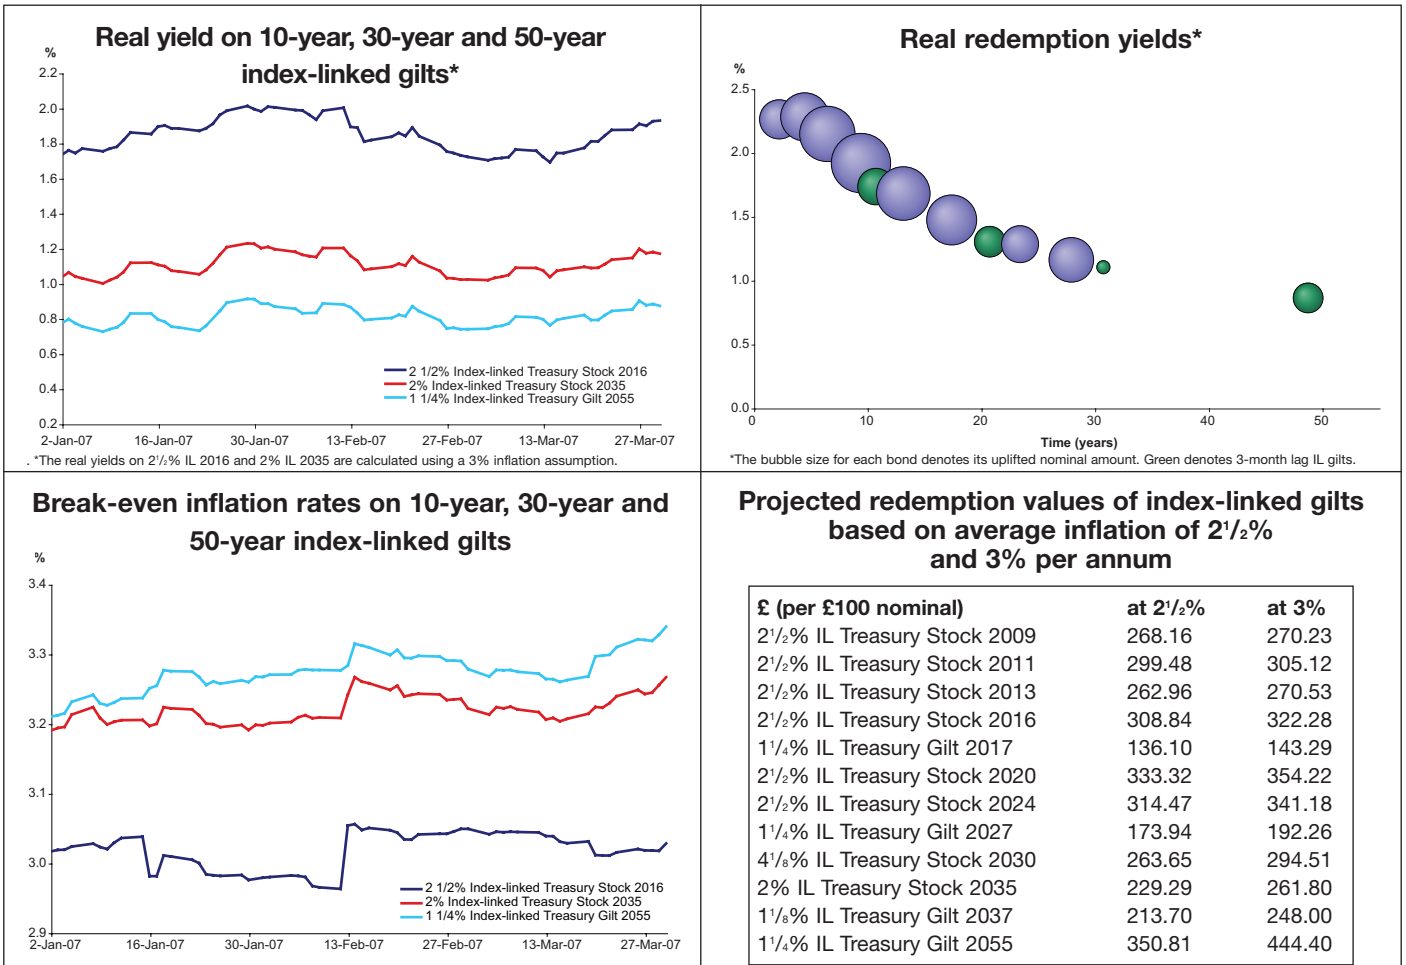 Real yield on 10-year, 30-year and 50-year
index-linked gilts*
%
2.2
2.0
1.8
1.6
1.4
1.2
1.0
0.8
0.6
0.4
0.2
2-Jan-07 16-Jan-07 30-Jan-07 13-Feb-07 27-Feb-07 13-Mar-07 27-Mar-07
2 1/2% Index-linked Treasury Stock 2016
2% Index-linked Treasury Stock 2035
1 1/4% Index-linked Treasury Gilt 2055
. *The real yields on 2½% IL 2016 and 2% IL 2035 are calculated using a 3% inflation assumption.
Real redemption yields*
%
2.5
2.0
1.5
1.0
0.5
0.0
0 10 20 30 40 50
Time (years)
*The bubble size for each bond denotes its uplifted nominal amount. Green denotes 3-month lag IL gilts.
Break-even inflation rates on 10-year, 30-year and
50-year index-linked gilts
%
3.4
3.3
3.2
3.1
3.0
2.9
2-Jan-07 16-Jan-07 30-Jan-07 13-Feb-07 27-Feb-07 13-Mar-07 27-Mar-07
2 1/2% Index-linked Treasury Stock 2016
2% Index-linked Treasury Stock 2035
1 1/4% Index-linked Treasury Gilt 2055
Projected redemption values of index-linked gilts
based on average inflation of 2½%
and 3% per annum
£ (per £100 nominal) at 2½% at 3%
2½% IL Treasury Stock 2009 268.16 270.23
2½% IL Treasury Stock 2011 299.48 305.12
2½% IL Treasury Stock 2013 262.96 270.53
2½% IL Treasury Stock 2016 308.84 322.28
1¼% IL Treasury Gilt 2017 136.10 143.29
2½% IL Treasury Stock 2020 333.32 354.22
2½% IL Treasury Stock 2024 314.47 341.18
1¼% IL Treasury Gilt 2027 173.94 192.26
4⅛% IL Treasury Stock 2030 263.65 294.51
2% IL Treasury Stock 2035 229.29 261.80
1⅛% IL Treasury Gilt 2037 213.70 248.00
1¼% IL Treasury Gilt 2055 350.81 444.40